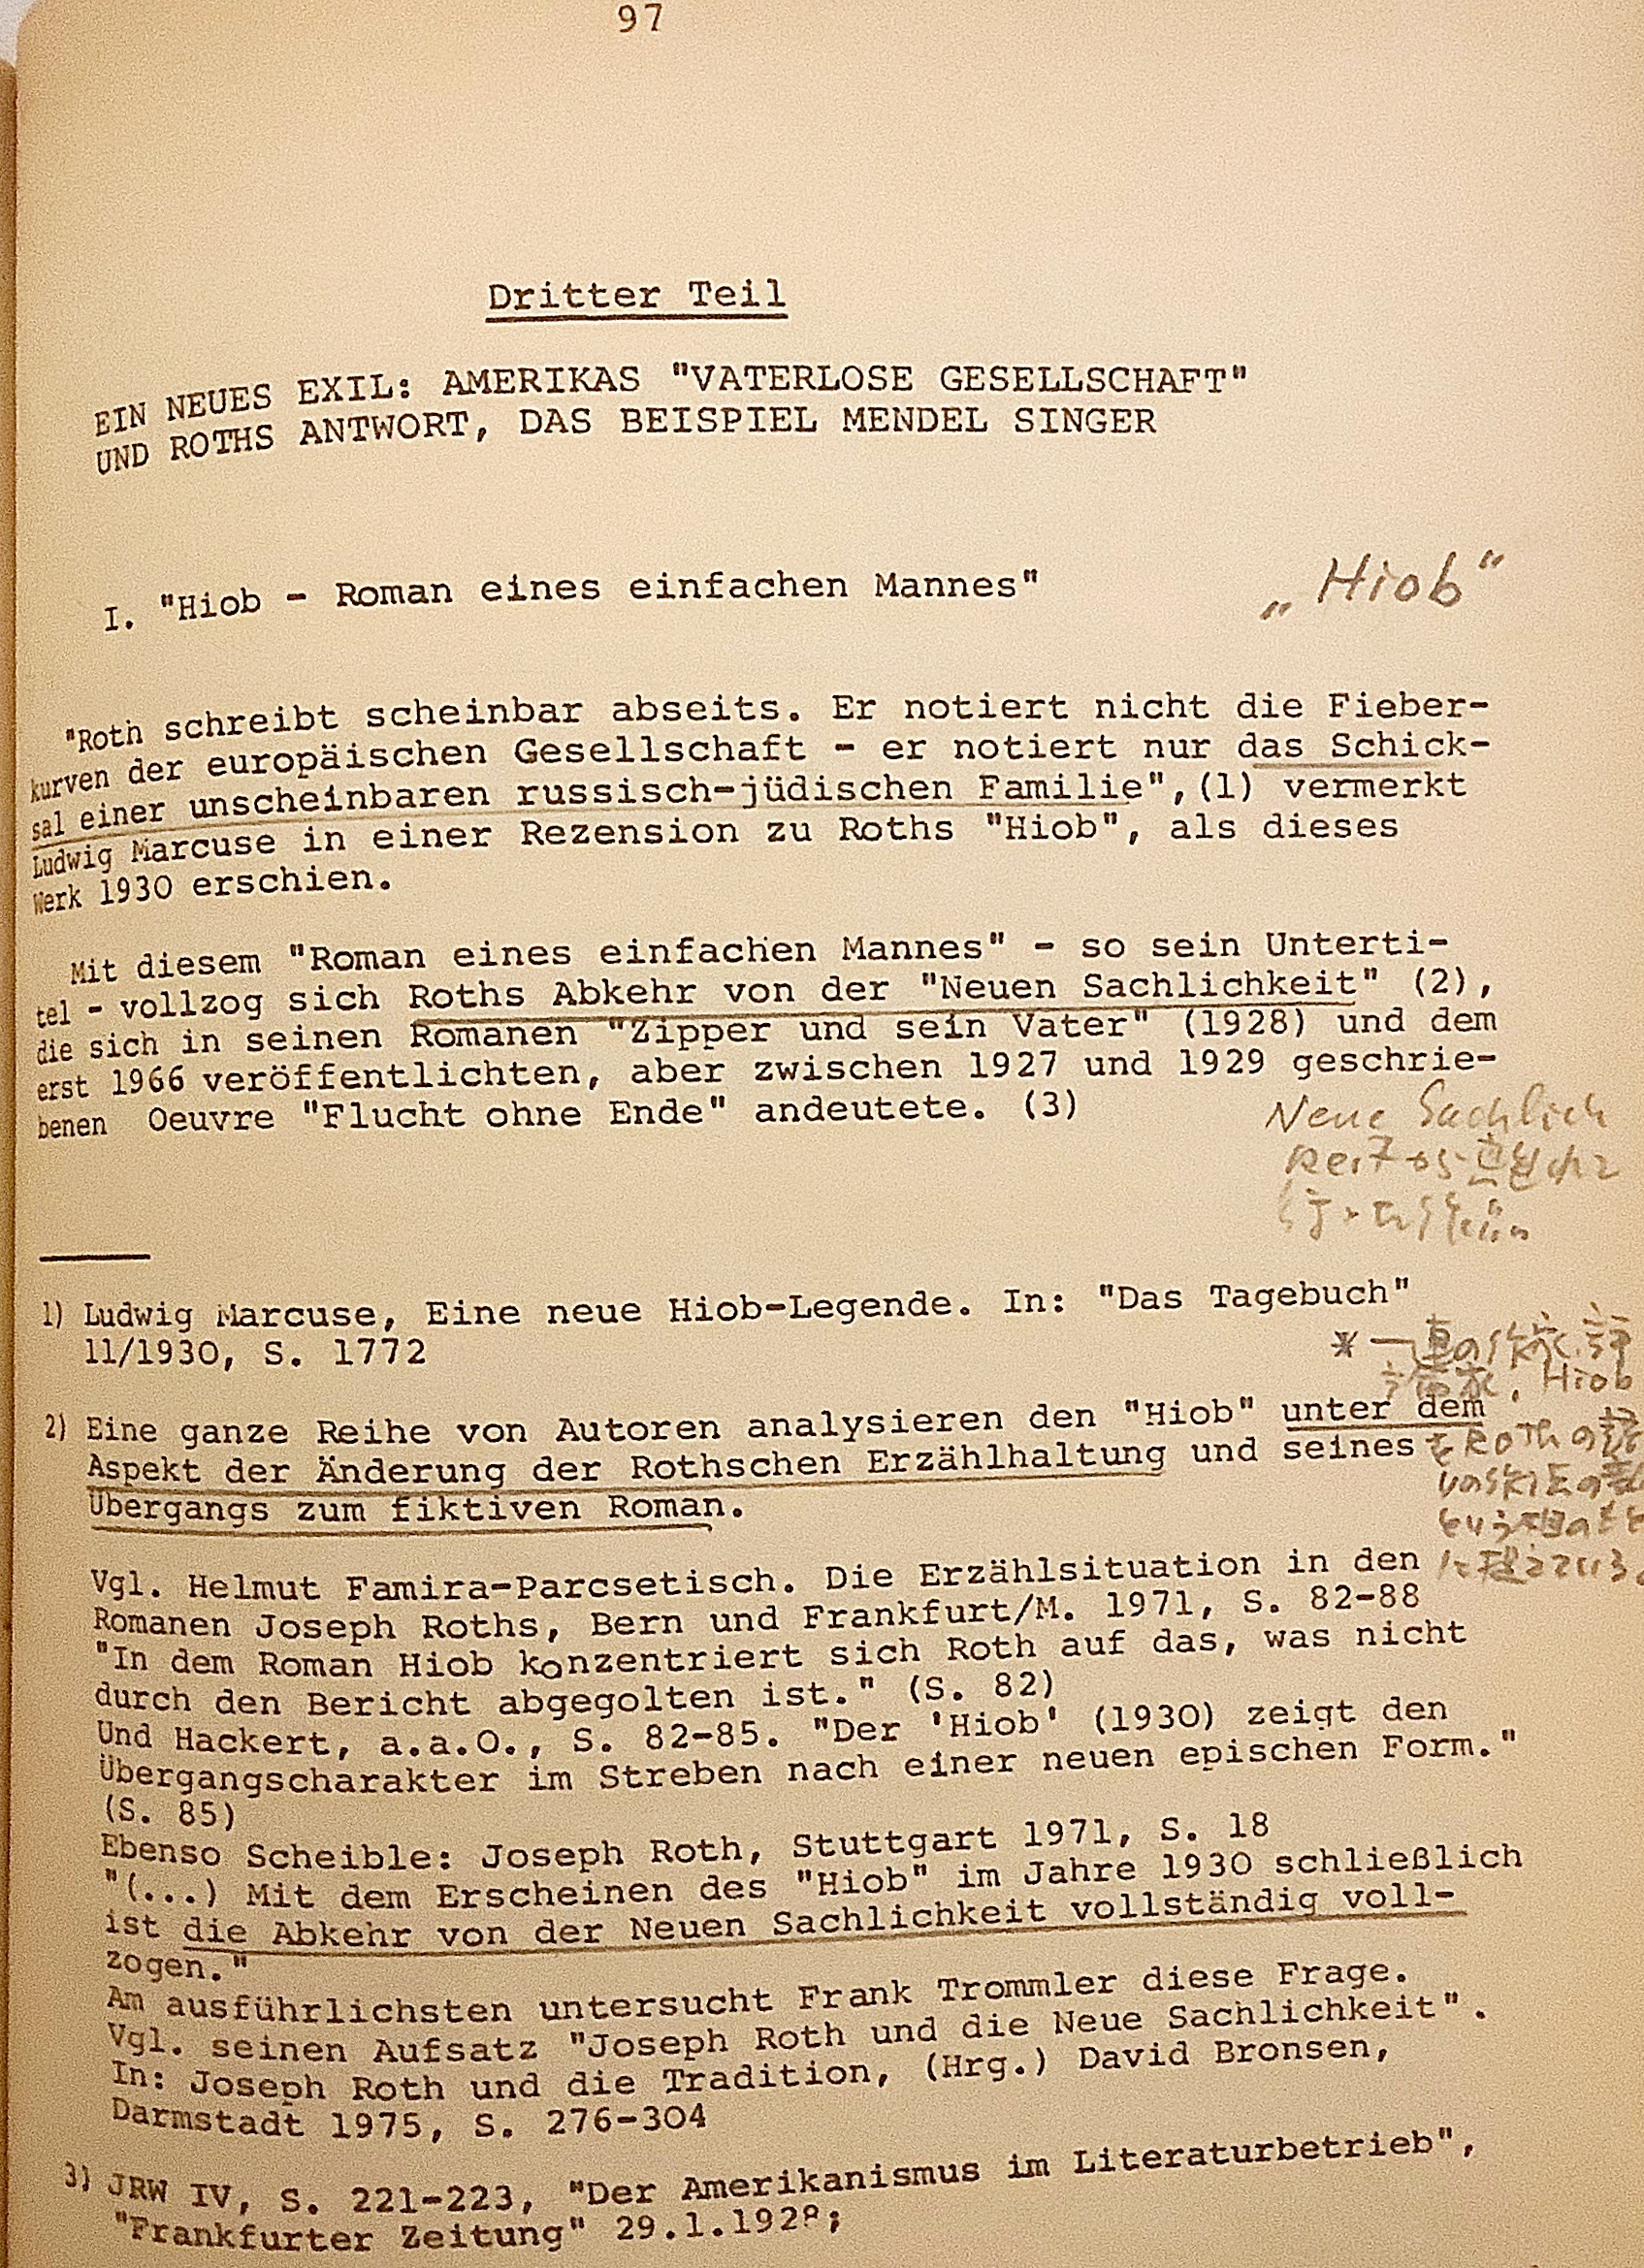 97
Dritter Teil
EIN NEUES EXIL: AMERIKAS "VATERLOSE GESELLSCHAFT"
UND ROTHS ANTWORT, DAS BEISPIEL MENDEL SINGER
I. "Hiob - Roman eines einfachen Mannes"
„Hiob“
"Roth schreibt scheinbar abseits. Er notiert nicht die Fieber-
kurven der europäischen Gesellschaft - er notiert nur das Schick-
sal einer unscheinbaren russisch-jüdischen Familie",(1) vermerkt
Ludwig Marcuse in einer Rezension zu Roths "Hiob", als dieses
Werk 1930 erschien.
Mit diesem "Roman eines einfachen Mannes" - so sein Unterti-
tel - vollzog sich Roths Abkehr von der "Neuen Sachlichkeit" (2),
die sich in seinen Romanen "Zipper und sein Vater" (1928) und dem
erst 1966 veröffentlichten, aber zwischen 1927 und 1929 geschrie-
benen Oeuvre "Flucht ohne Ende" andeutete. (3)
Neue Sachlich
keit
1) Ludwig Marcuse, Eine neue Hiob-Legende. In: "Das Tagebuch"
11/1930, S. 1772
* 一連の
Hiob
を Rothの
2) Eine ganze Reihe von Autoren analysieren den "Hiob" unter dem
Aspekt der Änderung der Rothschen Erzählhaltung und seines
Übergangs zum fiktiven Roman.
Vgl. Helmut Famira-Parcsetisch. Die Erzählsituation in den
Romanen Joseph Roths, Bern und Frankfurt/M. 1971, S. 82-88
"In dem Roman Hiob konzentriert sich Roth auf das, was nicht
durch den Bericht abgegolten ist." (S. 82)
Und Hackert, a.a.O., S. 82-85. "Der 'Hiob' (1930) zeigt den
Übergangscharakter im Streben nach einer neuen epischen Form."
(S. 85)
Ebenso Scheible: Joseph Roth, Stuttgart 1971, S. 18
"(...) Mit dem Erscheinen des "Hiob" im Jahre 1930 schließlich
ist die Abkehr von der Neuen Sachlichkeit vollständig voll-
zogen."
Am ausführlichsten untersucht Frank Trommler diese Frage.
Vgl. seinen Aufsatz "Joseph Roth und die Neue Sachlichkeit".
In: Joseph Roth und die Tradition, (Hrg.) David Bronsen,
Darmstadt 1975, S. 276-304
3) JRW IV, S. 221-223, "Der Amerikanismus im Literaturbetrieb",
"Frankfurter Zeitung" 29.1.1928;